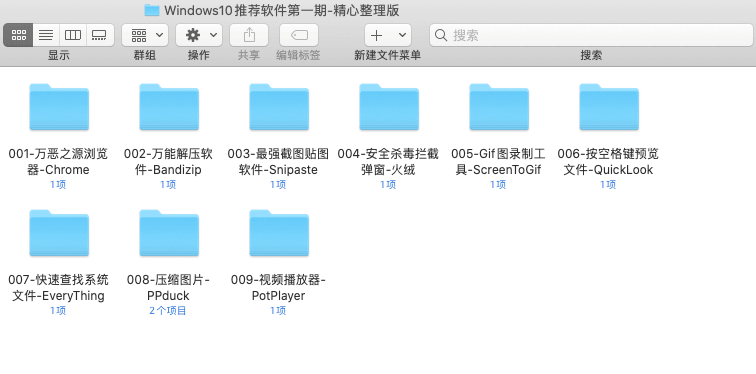 Windows10推荐软件第一期-精心整理版
搜索
显示 群组 操作 共享 编辑标签 新建文件菜单 搜索
001-万恶之源浏览
器-Chrome
1项
002-万能解压软
件-Bandizip
1项
003-最强截图贴图
软件-Snipaste
1项
004-安全杀毒拦截
弹窗-火绒
1项
005-Gif图录制工
具-ScreenToGif
1项
006-按空格键预览
文件-QuickLook
1项
007-快速查找系统
文件-EveryThing
1项
008-压缩图片-
PPduck
2个项目
009-视频播放器-
PotPlayer
1项